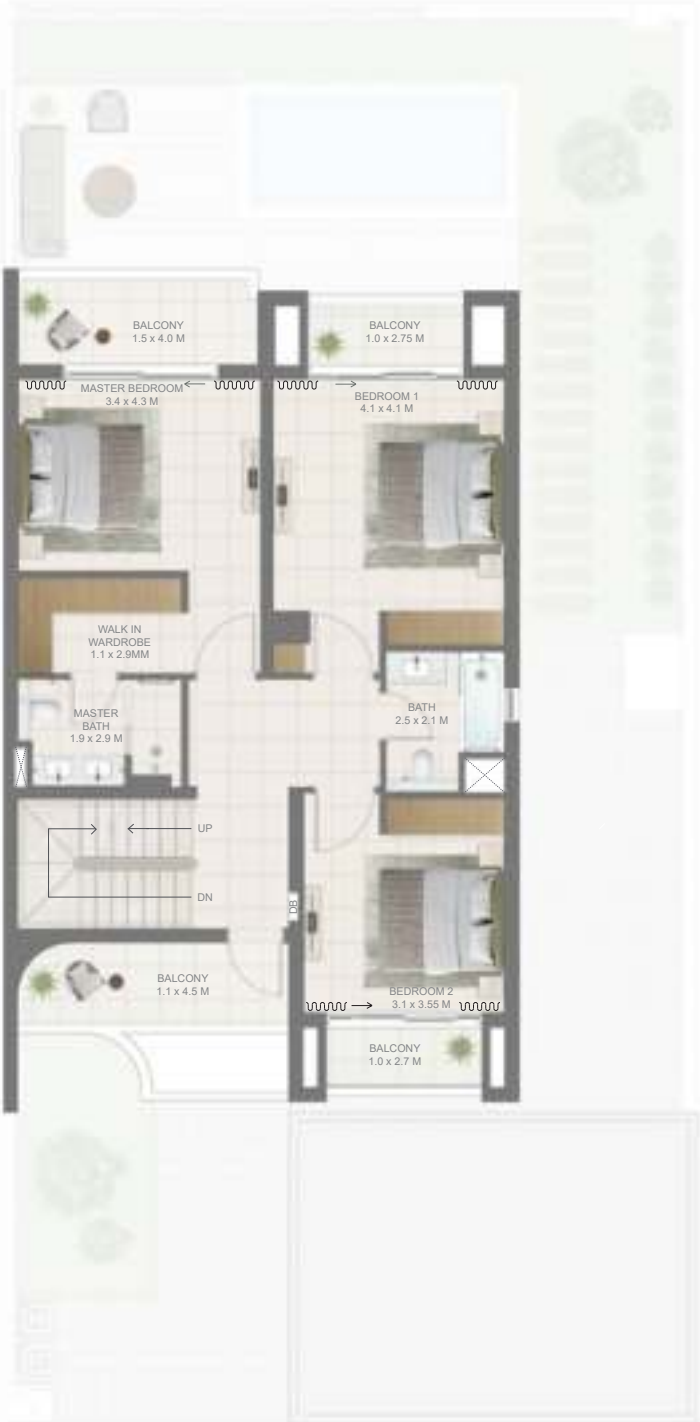 BALCONY
1.5 x 4.0 M
BALCONY
1.0 x 2.75 M
MASTER BEDROOM
3.4 x 4.3 M
BEDROOM 1
4.1 x 4.1 M
WALK IN
WARDROBE
1.1 x 2.9MM
MASTER
BATH
1.9 x 2.9 M
BATH
2.5 x 2.1 M
UP
DN
DB
BALCONY
1.1 x 4.5 M
BEDROOM 2
3.1 x 3.55 M
BALCONY
1.0 x 2.7 M